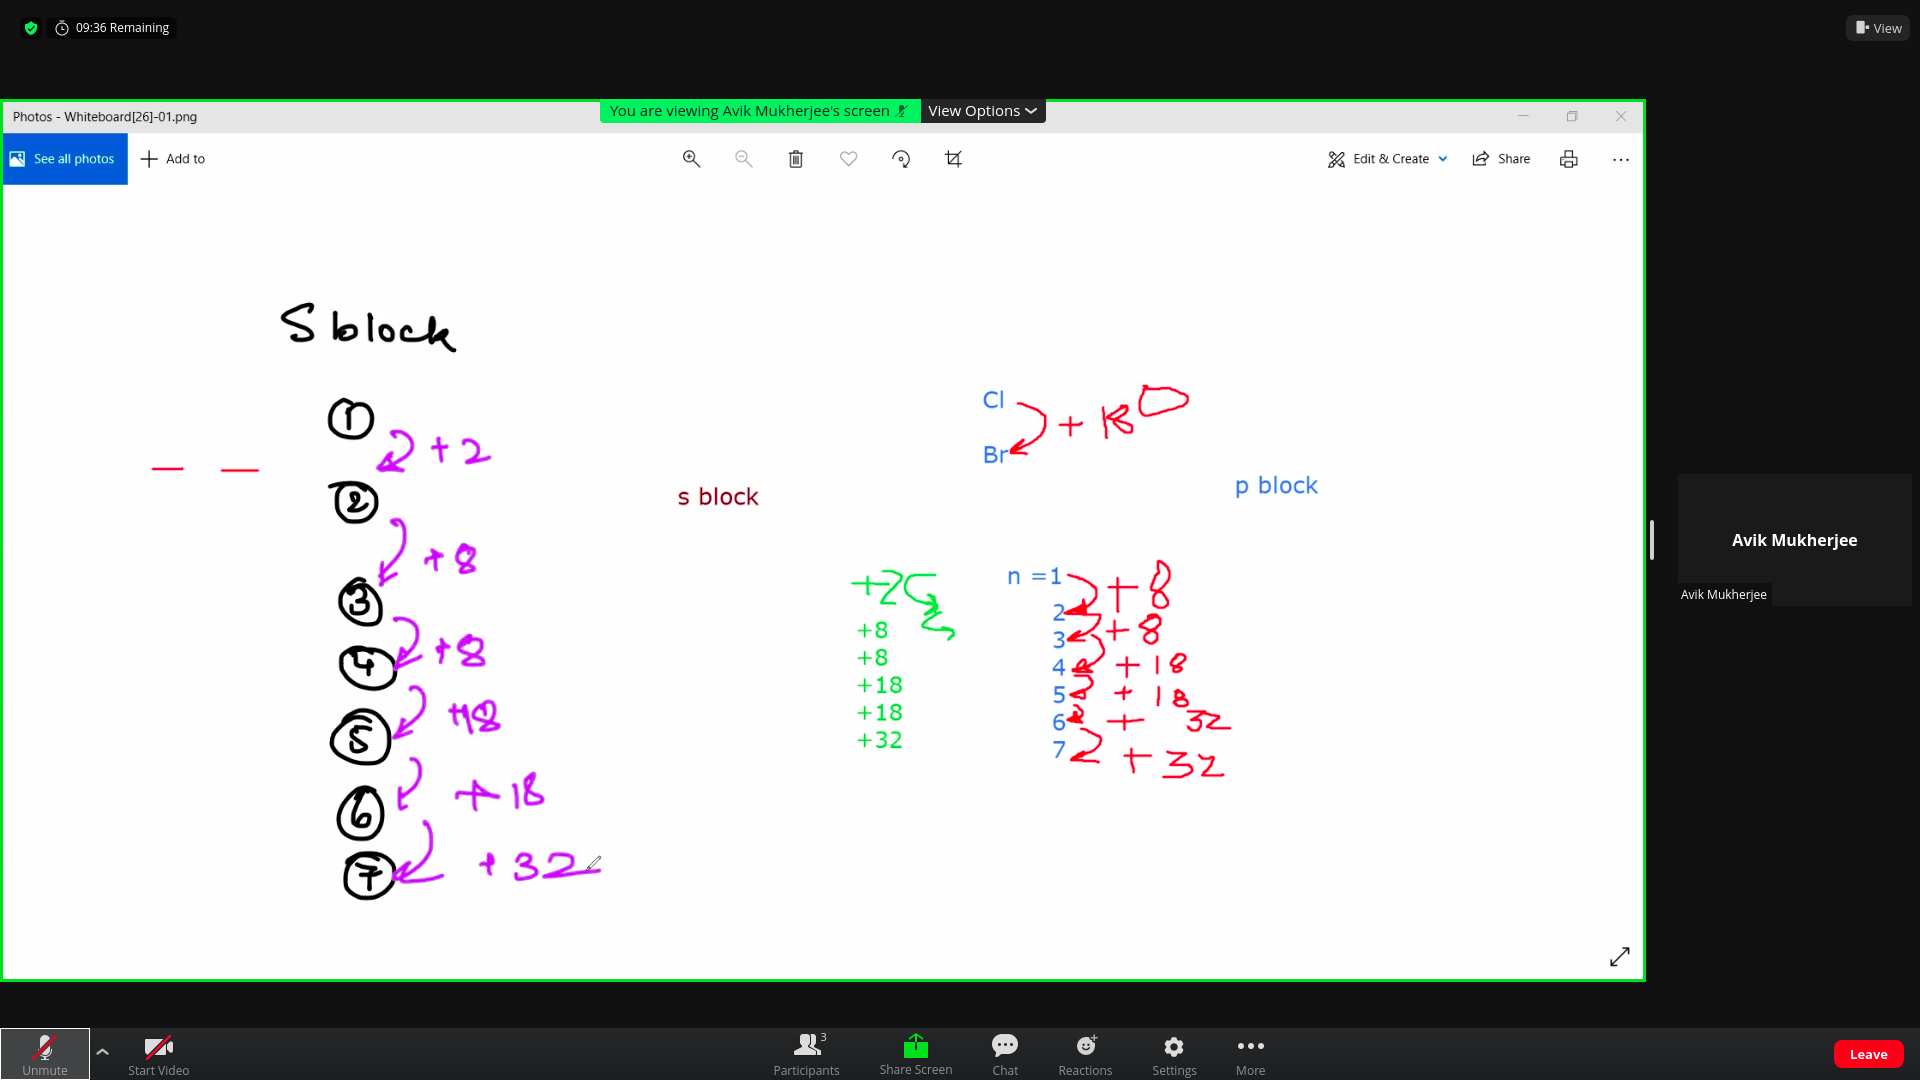 09:36 Remaining
View
You are viewing Avik Mukherjee's screen
View Options
Photos - Whiteboard[26]-01.png
See all photos
Add to
Edit & Create
Share
S block
1
+ 2
2
+ 8
3
+8
4
+18
5
+ 18
6
+ 32
7
s block
Cl
+ 18
Br
p block
+2
+8
+8
+18
+18
+32
n =1
+ 8
2
+ 8
3
+ 18
4
+ 18
5
+ 32
6
+ 32
7
Avik Mukherjee
Avik Mukherjee
Unmute
Start Video
Participants
3
Share Screen
Chat
Reactions
Settings
More
Leave